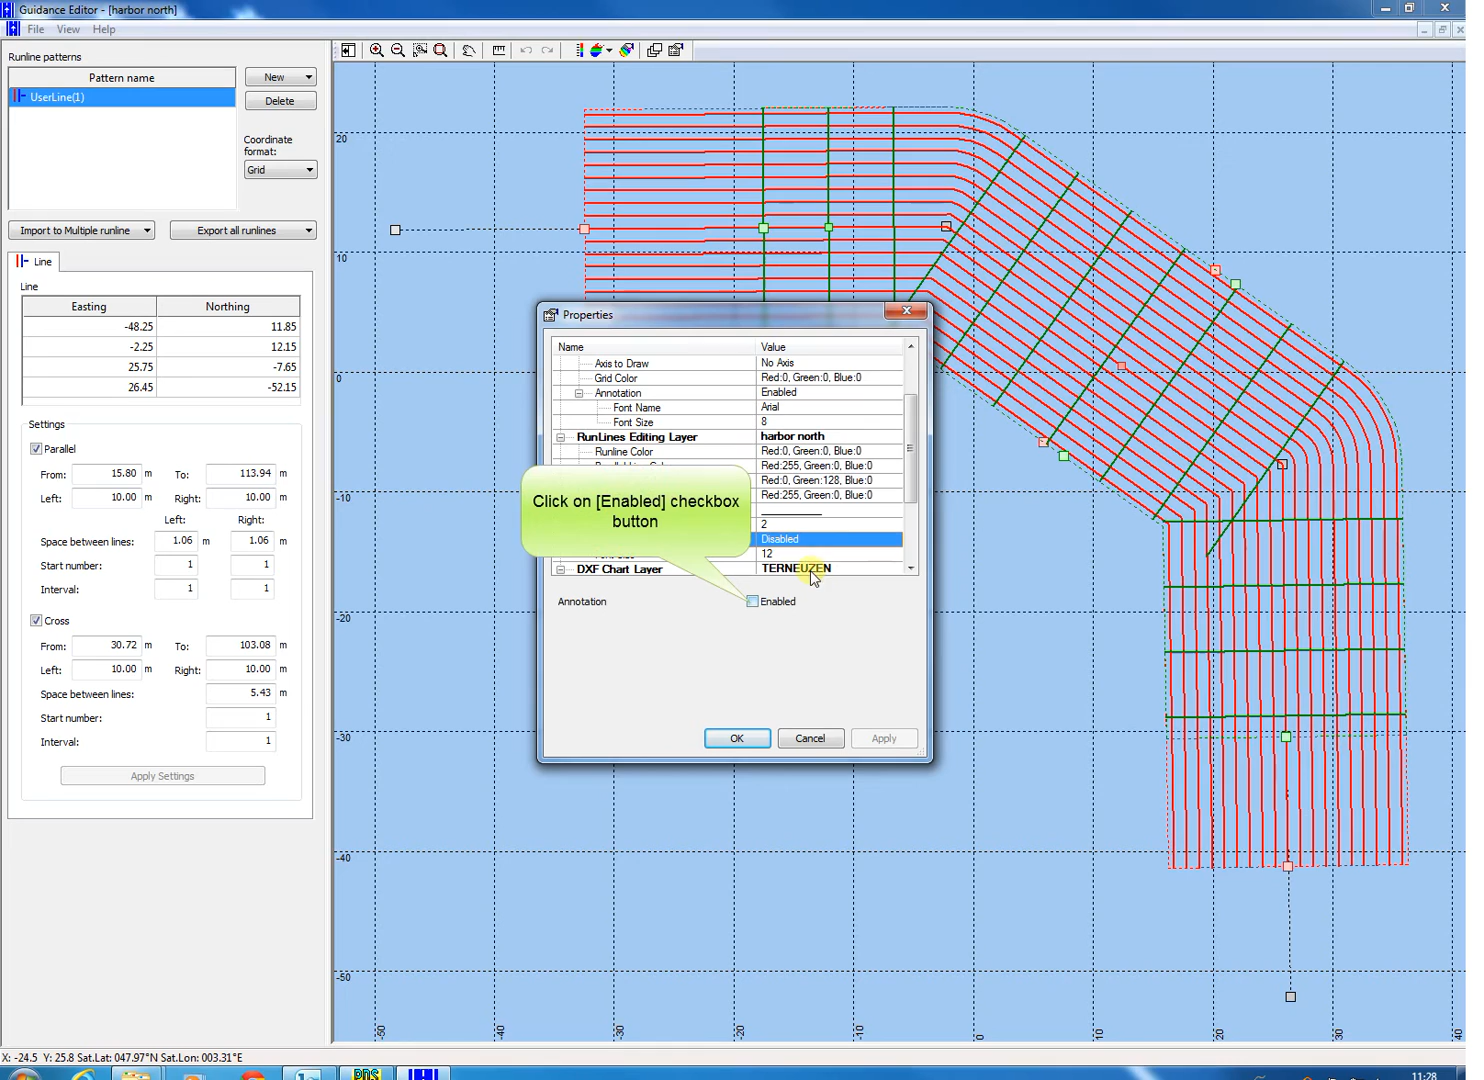 Guidance Editor - [harbor north]
File View Help
Runline patterns
Pattern name
UserLine(1)
New
Delete
Coordinate
format:
Grid
Import to Multiple runline
Export all runlines
Line
Line
Easting Northing
-48.25 11.85
-2.25 12.15
25.75 -7.65
26.45 -52.15
Settings
Parallel
From: 15.80 m To: 113.94 m
Left: 10.00 m Right: 10.00 m
Left: Right:
Space between lines: 1.06 m 1.06 m
Start number: 1 1
Interval: 1 1
Cross
From: 30.72 m To: 103.08 m
Left: 10.00 m Right: 10.00 m
Space between lines: 5.43 m
Start number: 1
Interval: 1
Apply Settings
20
10
0
-10
-20
-30
-40
-50
-50 -40 -30 -20 -10 0 10 20 30 40
Properties
Name Value
Axis to Draw No Axis
Grid Color Red:0, Green:0, Blue:0
Annotation Enabled
Font Name Arial
Font Size 8
RunLines Editing Layer harbor north
Runline Color Red:0, Green:0, Blue:0
Red:255, Green:0, Blue:0
Red:0, Green:128, Blue:0
Red:255, Green:0, Blue:0
2
Disabled
12
DXF Chart Layer TERNEUZEN
Click on [Enabled] checkbox
button
Annotation Enabled
OK Cancel Apply
X: -24.5 Y: 25.8 Sat.Lat: 047.97°N Sat.Lon: 003.31°E
PDS
11:28